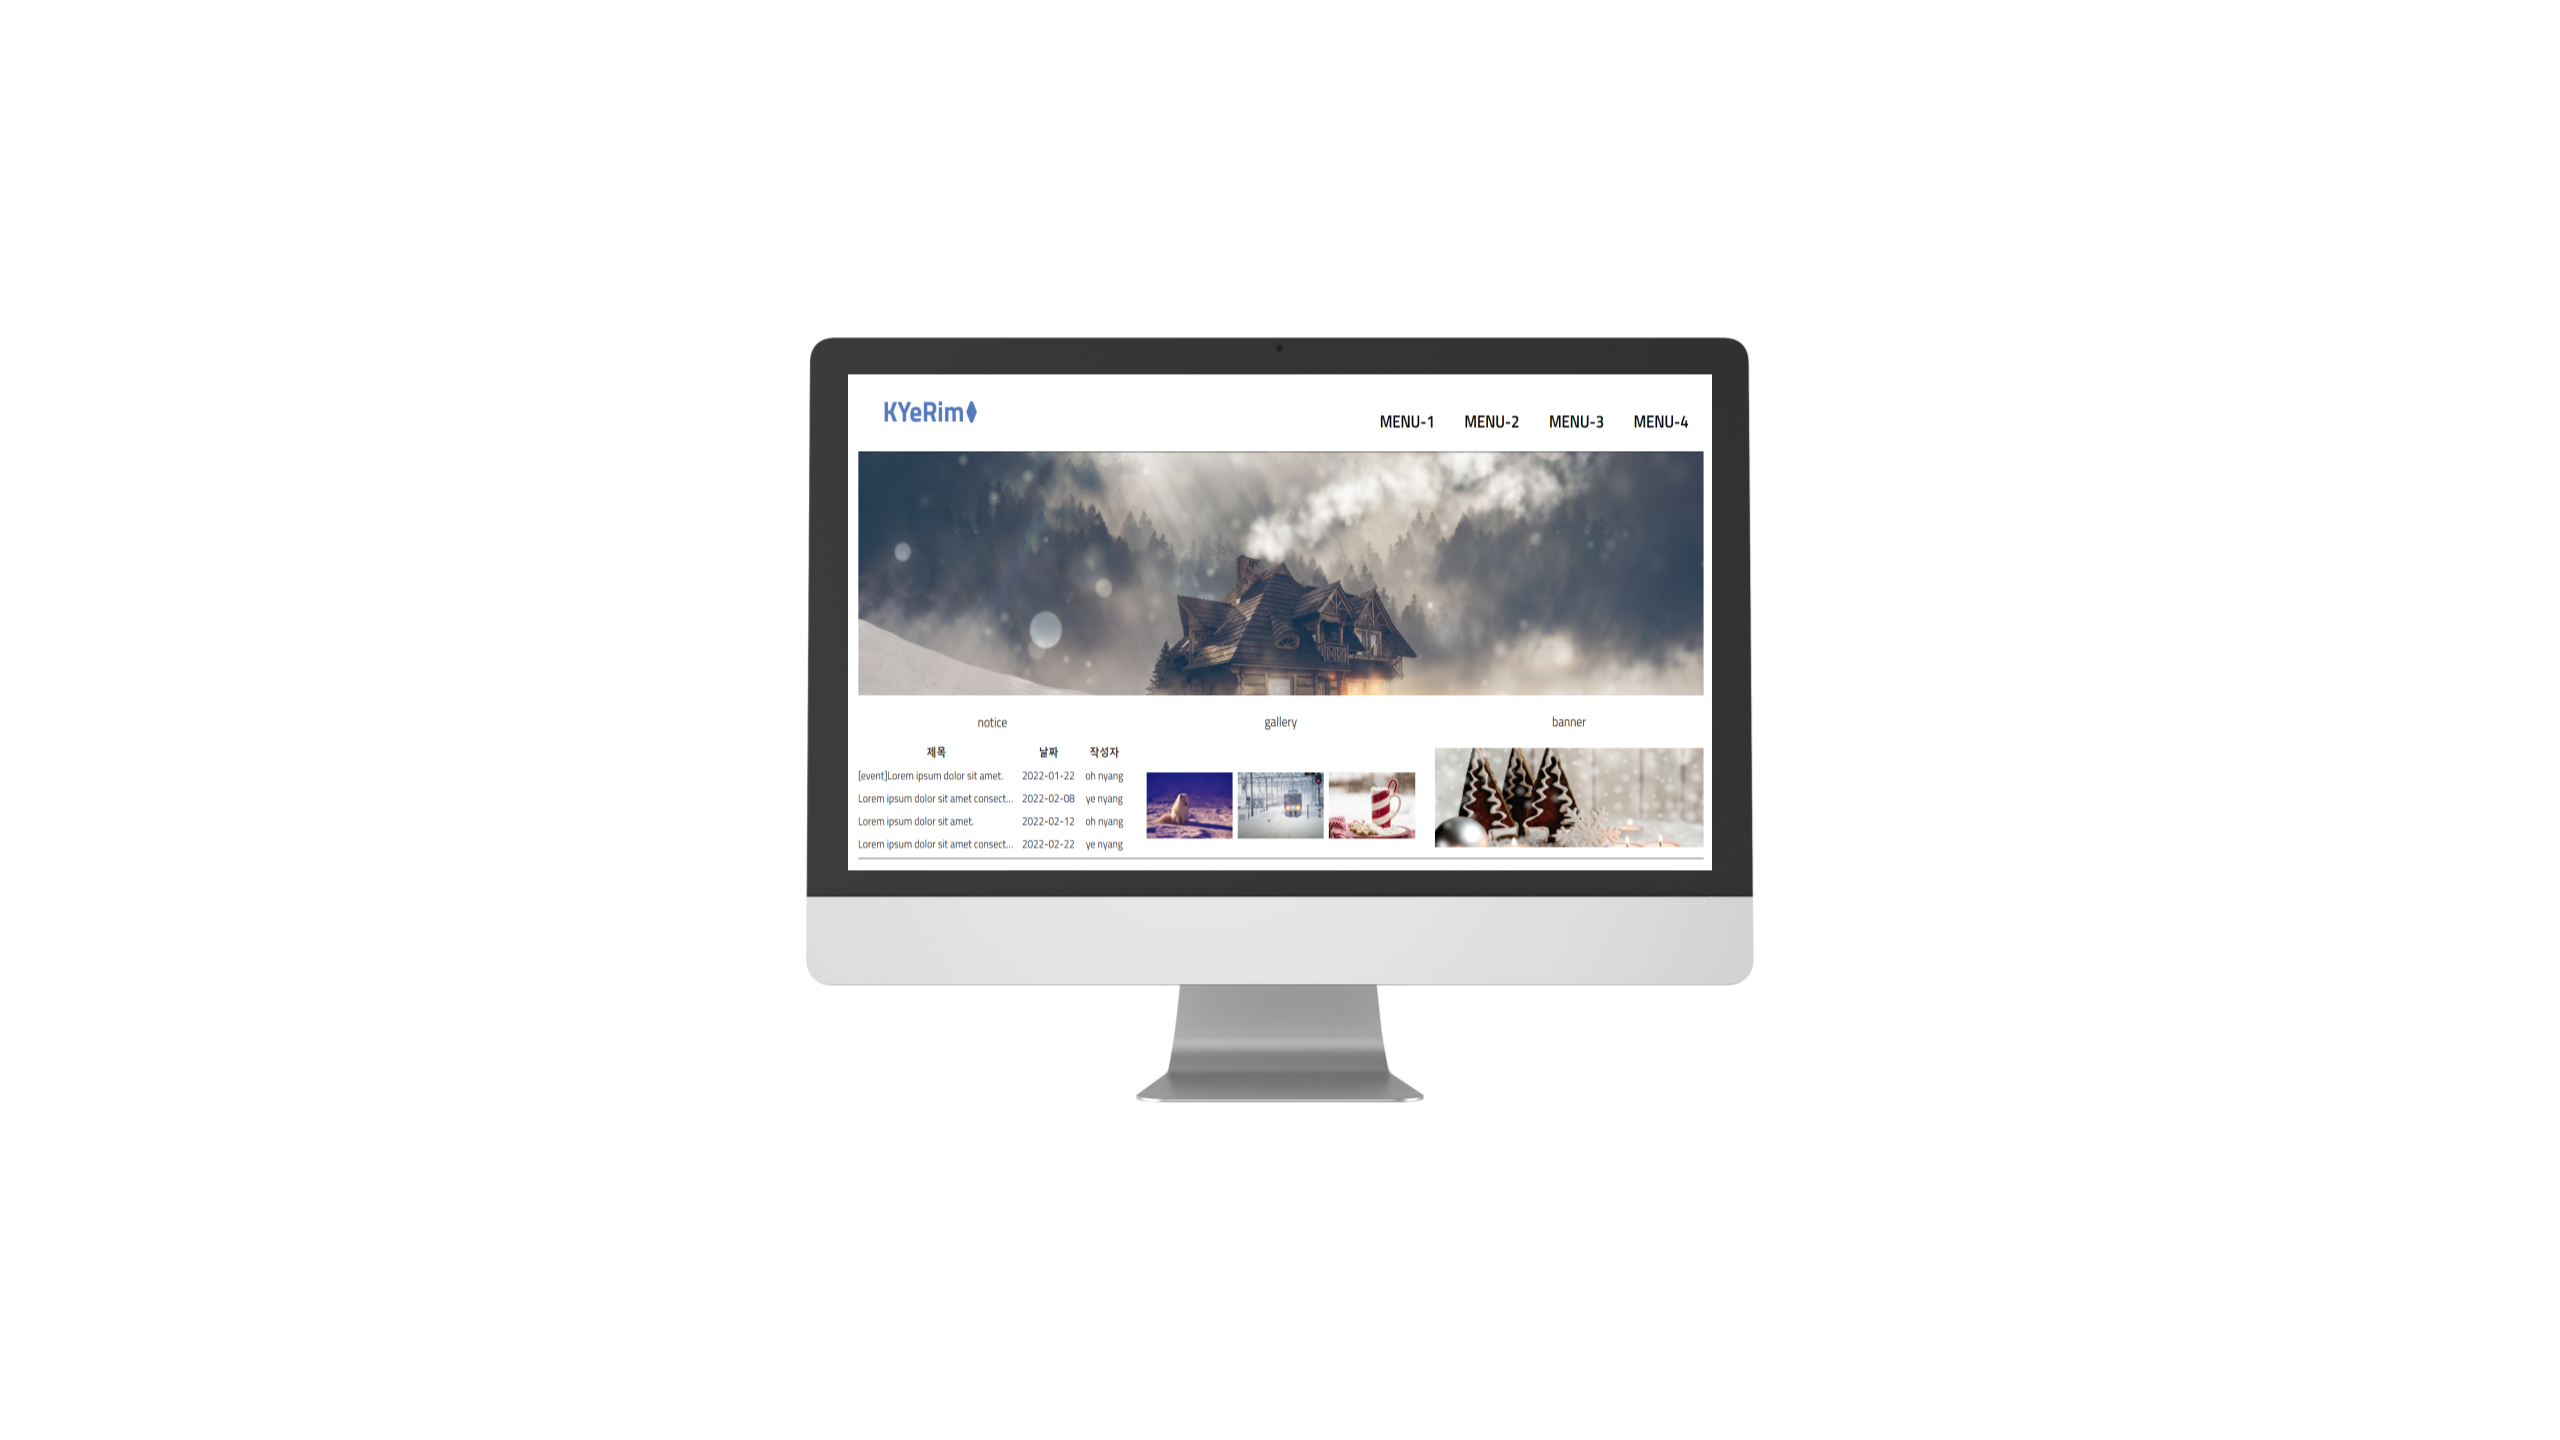 KYeRim
MENU-1 MENU-2 MENU-3 MENU-4
notice
제목 날짜 작성자
[event]Lorem ipsum dolor sit amet. 2022-01-22 oh nyang
Lorem ipsum dolor sit amet consect... 2022-02-08 ye nyang
Lorem ipsum dolor sit amet. 2022-02-12 oh nyang
Lorem ipsum dolor sit amet consect... 2022-02-22 ye nyang
gallery
banner